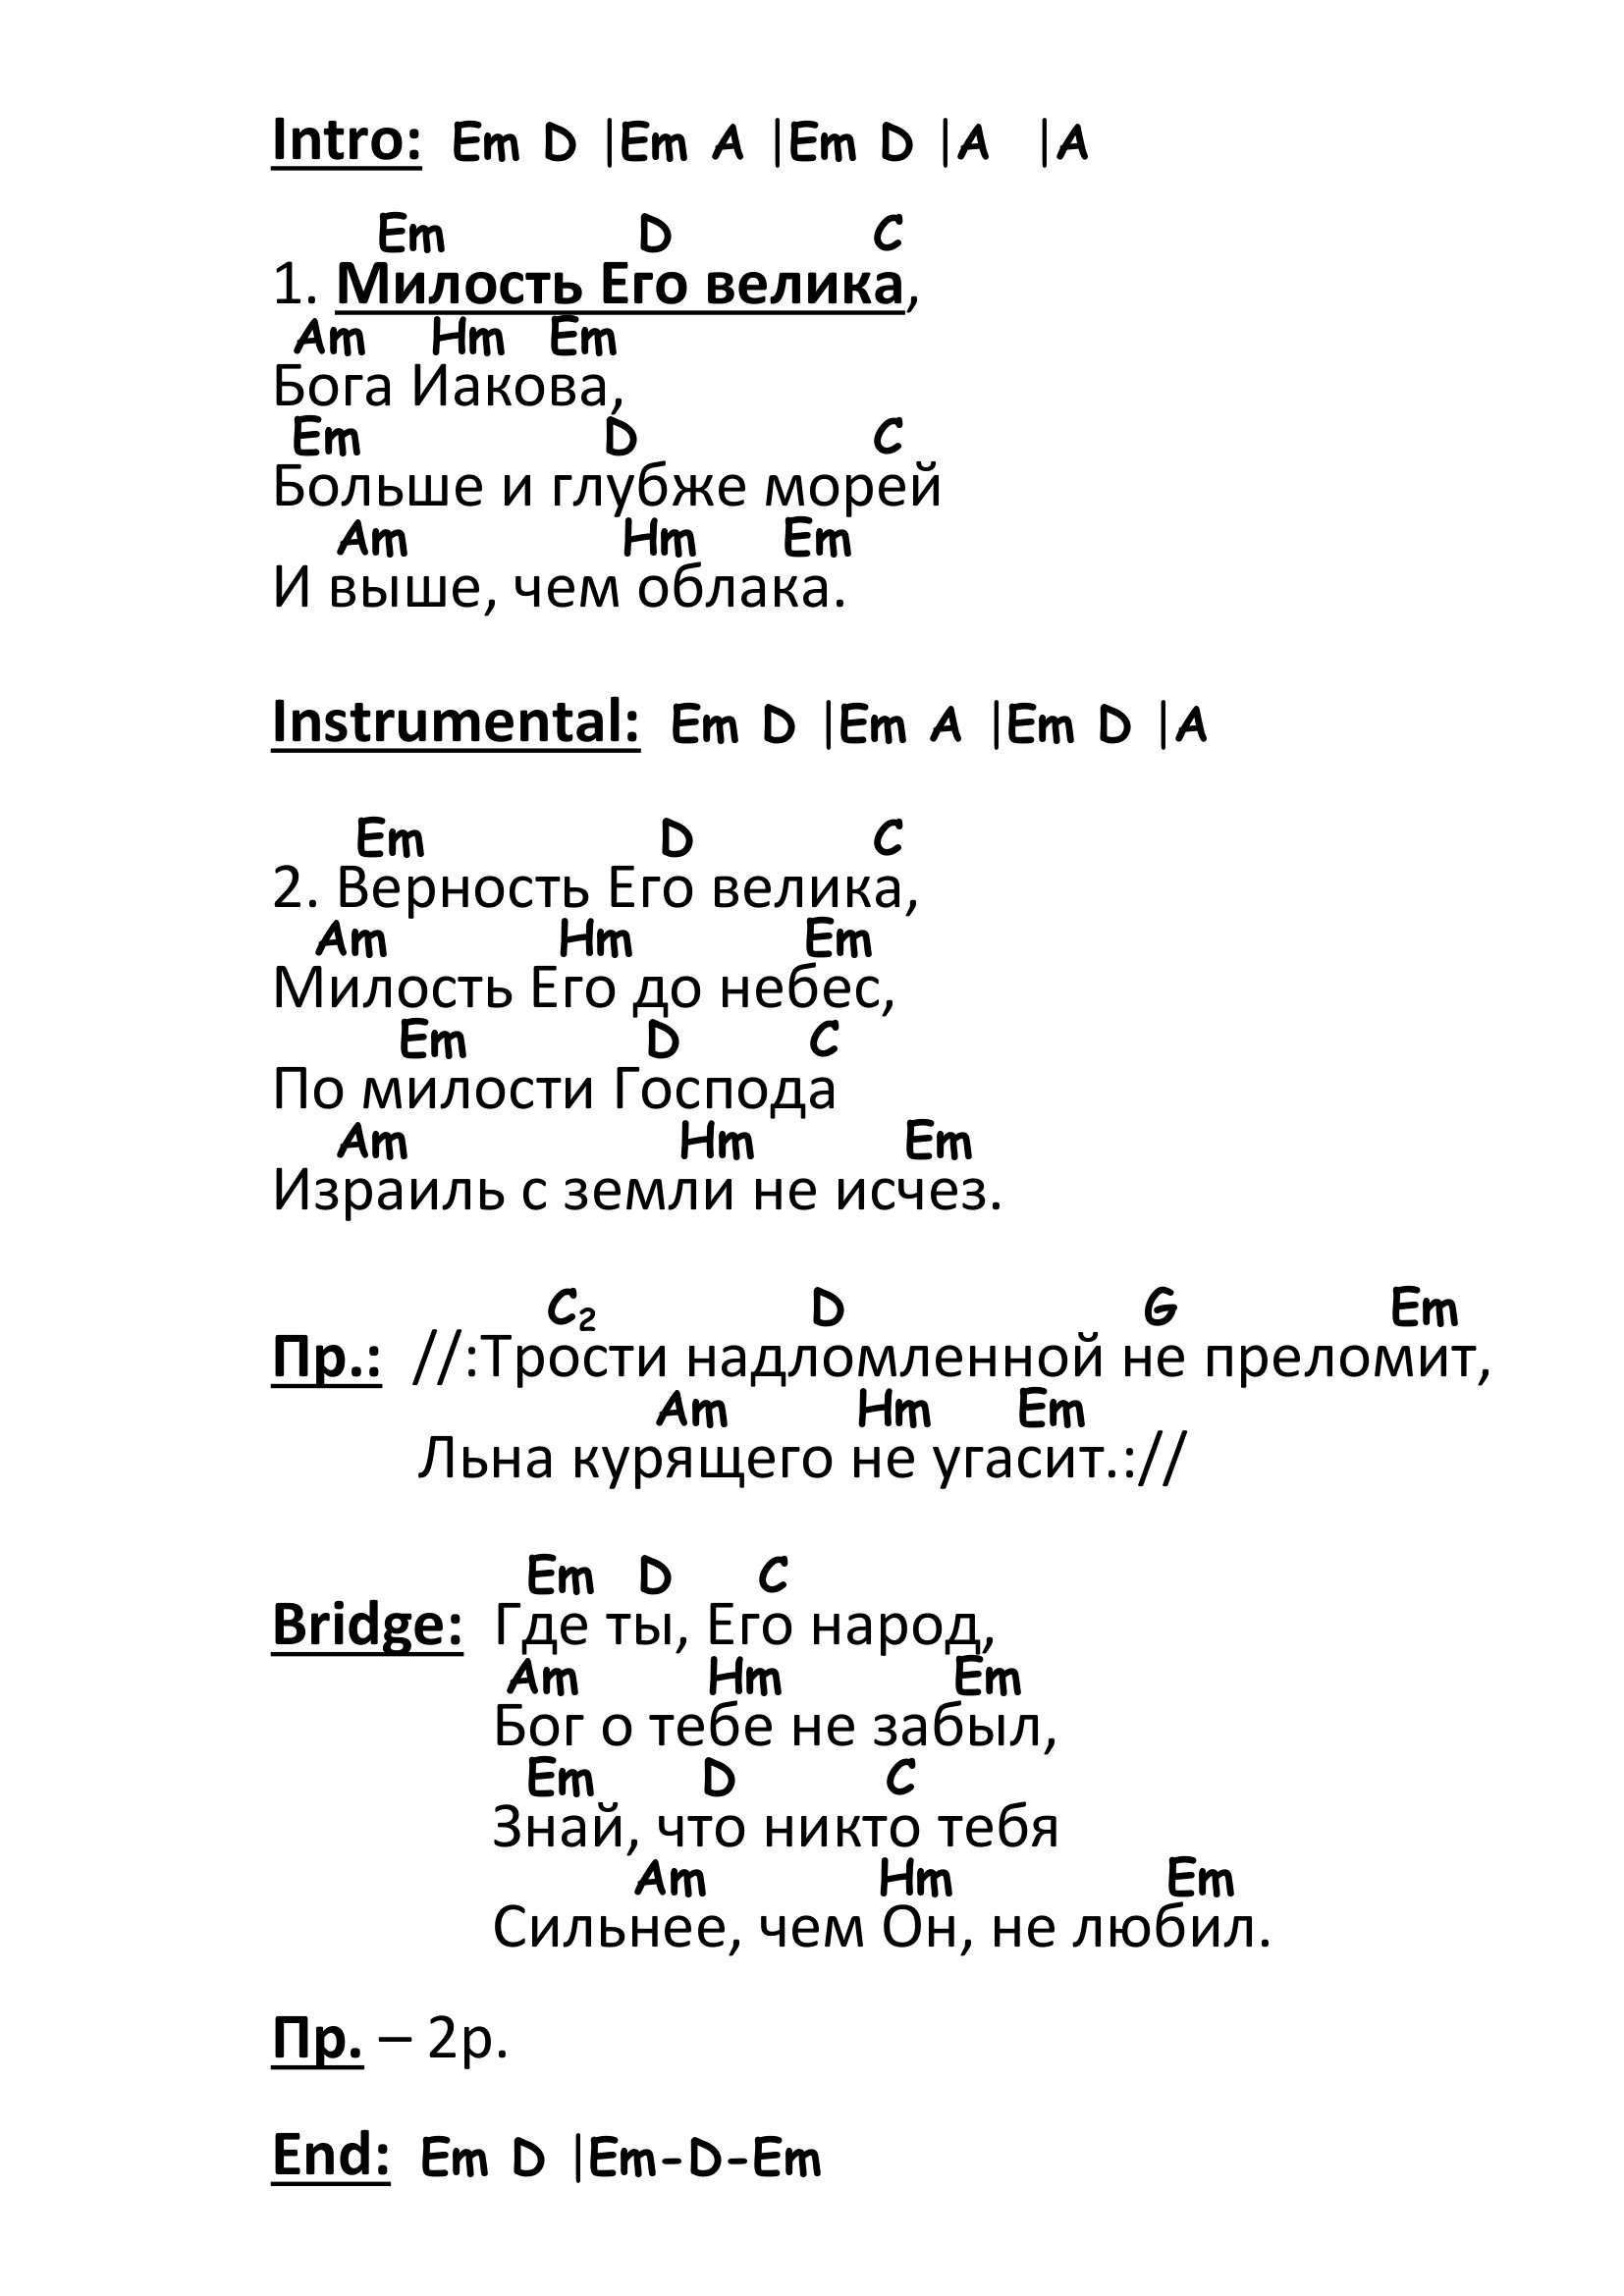 Intro: Em D |Em A |Em D |A |A
Em D C
1. Милость Его велика,
Am Hm Em
Бога Иакова,
Em D C
Больше и глубже морей
Am Hm Em
И выше, чем облака.
Instrumental: Em D |Em A |Em D |A
Em D C
2. Верность Его велика,
Am Hm Em
Милость Его до небес,
Em D C
По милости Господа
Am Hm Em
Израиль с земли не исчез.
C₂ D G Em
Пр.: //:Трости надломленной не преломит,
Am Hm Em
Льна курящего не угасит.://
Em D C
Bridge: Где ты, Его народ,
Am Hm Em
Бог о тебе не забыл,
Em D C
Знай, что никто тебя
Am Hm Em
Сильнее, чем Он, не любил.
Пр. – 2р.
End: Em D |Em-D-Em